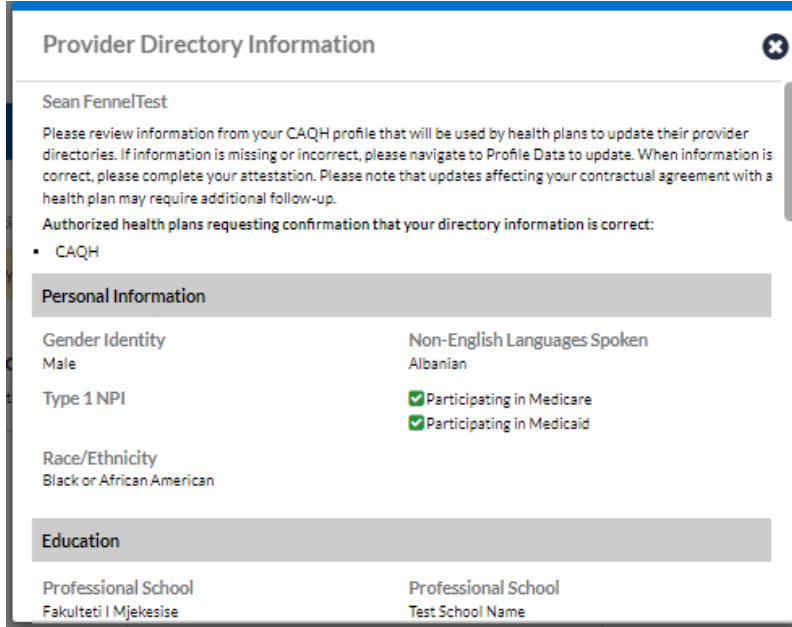 Provider Directory Information
Sean FennelTest
Please review information from your CAQH profile that will be used by health plans to update their provider
directories. If information is missing or incorrect, please navigate to Profile Data to update. When information is
correct, please complete your attestation. Please note that updates affecting your contractual agreement with a
health plan may require additional follow-up.
Authorized health plans requesting confirmation that your directory information is correct:
• CAQH
Personal Information
Gender Identity
Male
Non-English Languages Spoken
Albanian
Type 1 NPI
Participating in Medicare
Participating in Medicaid
Race/Ethnicity
Black or African American
Education
Professional School
Fakulteti I Mjekesise
Professional School
Test School Name